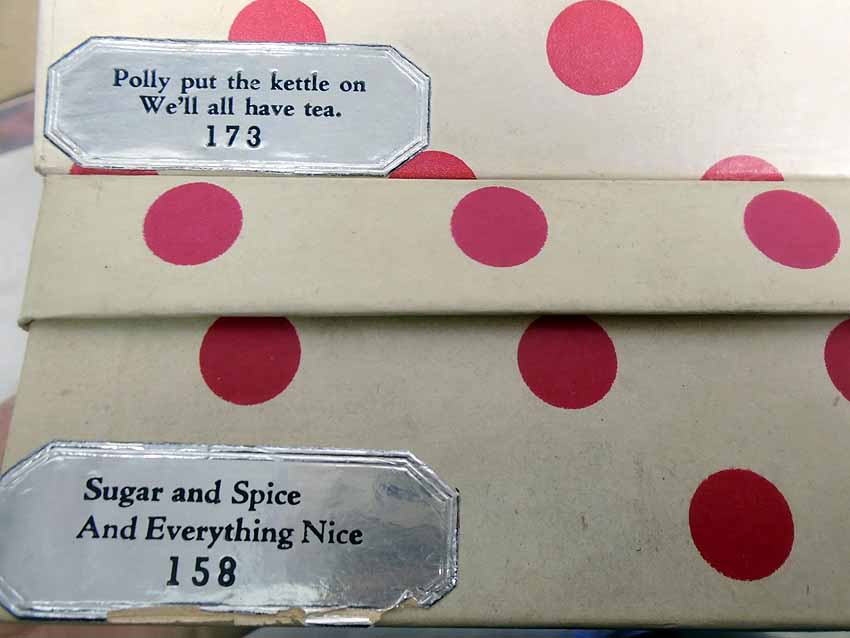 Polly put the kettle on
We'll all have tea.
173
Sugar and Spice
And Everything Nice
158